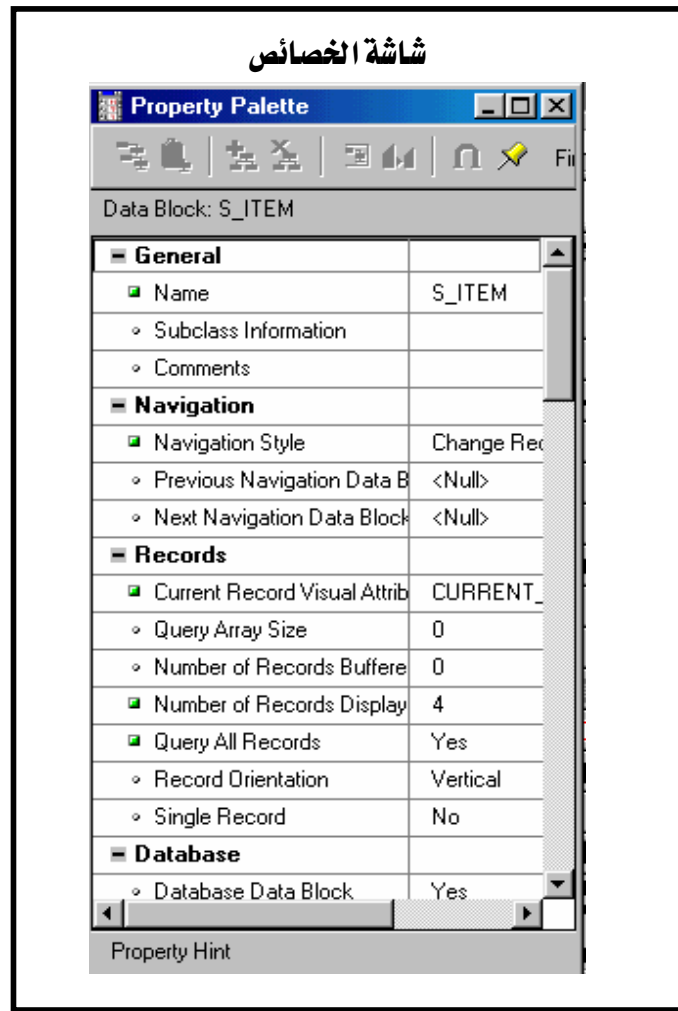 شاشة الخصائص
Property Palette
Fi
Data Block: S_ITEM
General
Name S_ITEM
Subclass Information
Comments
Navigation
Navigation Style Change Rec
Previous Navigation Data B <Null>
Next Navigation Data Block <Null>
Records
Current Record Visual Attrib CURRENT_
Query Array Size 0
Number of Records Buffere 0
Number of Records Display 4
Query All Records Yes
Record Orientation Vertical
Single Record No
Database
Database Data Block Yes
Property Hint